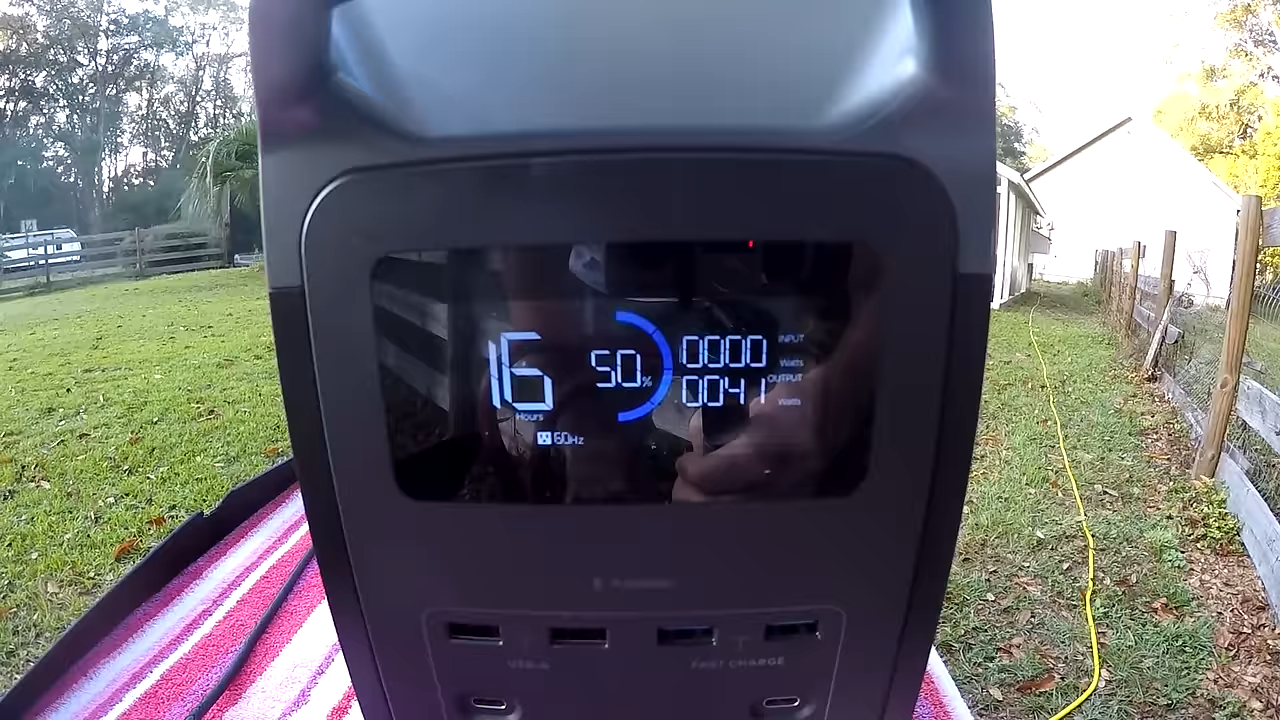 16
Hours
60Hz
50%
0000 INPUT Watts
0041 OUTPUT Watts
USB-A
FAST CHARGE